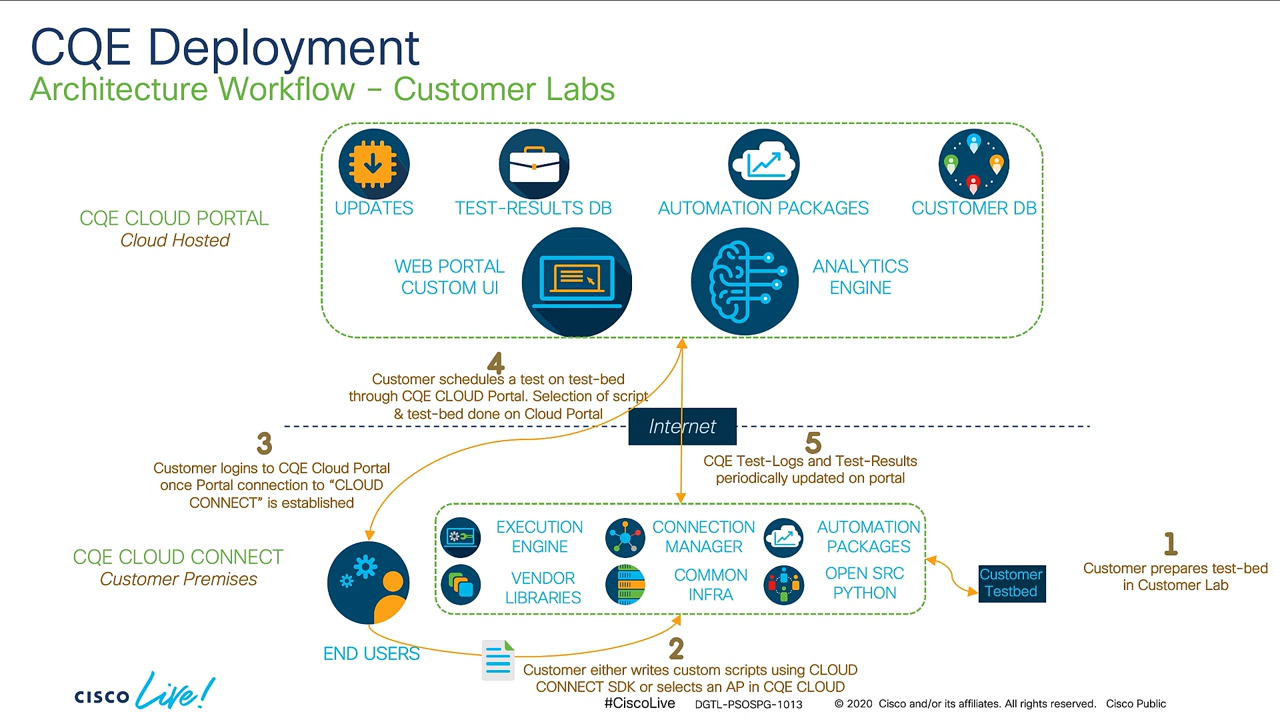 CQE Deployment
Architecture Workflow – Customer Labs
UPDATES
TEST-RESULTS DB
AUTOMATION PACKAGES
CUSTOMER DB
CQE CLOUD PORTAL
Cloud Hosted
WEB PORTAL
CUSTOM UI
ANALYTICS
ENGINE
4
Customer schedules a test on test-bed
through CQE CLOUD Portal. Selection of script
& test-bed done on Cloud Portal
Internet
3
Customer logins to CQE Cloud Portal
once Portal connection to “CLOUD
CONNECT” is established
5
CQE Test-Logs and Test-Results
periodically updated on portal
CQE CLOUD CONNECT
Customer Premises
EXECUTION
ENGINE
CONNECTION
MANAGER
AUTOMATION
PACKAGES
VENDOR
LIBRARIES
COMMON
INFRA
OPEN SRC
PYTHON
Customer
Testbed
1
Customer prepares test-bed
in Customer Lab
END USERS
2
Customer either writes custom scripts using CLOUD
CONNECT SDK or selects an AP in CQE CLOUD
CISCO Live!
#CiscoLive
DGTL-PSOSPG-1013
© 2020 Cisco and/or its affiliates. All rights reserved. Cisco Public